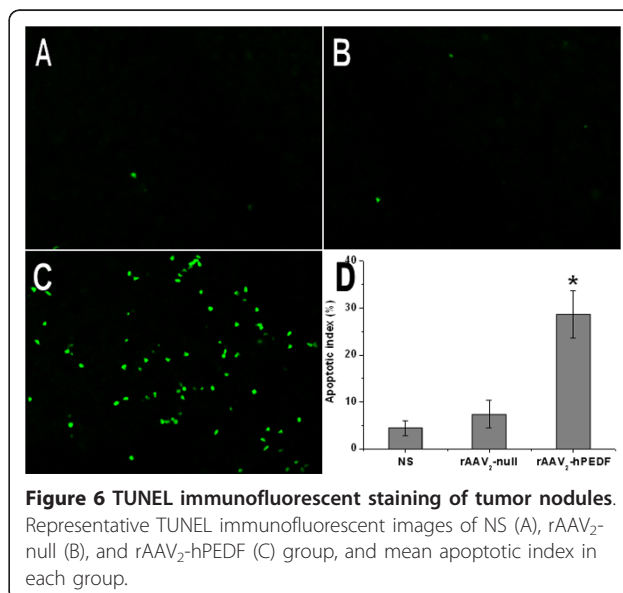 A
B
C
D
40
30
20
10
0
Apoptotic index (%)
*
NS rAAV₂-null rAAV₂-hPEDF
Figure 6 TUNEL immunofluorescent staining of tumor nodules.
Representative TUNEL immunofluorescent images of NS (A), rAAV₂-
null (B), and rAAV₂-hPEDF (C) group, and mean apoptotic index in
each group.